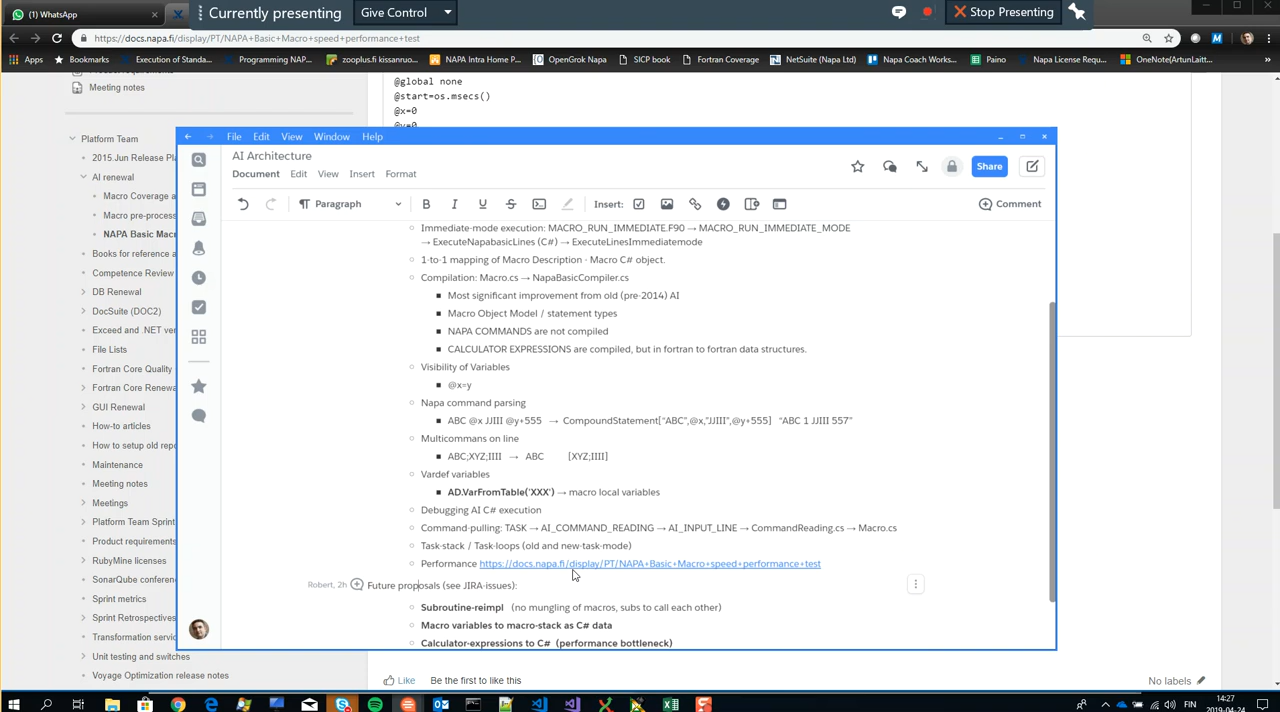 (1) WhatsApp
Currently presenting
Give Control
Stop Presenting
https://docs.napa.fi/display/PT/NAPA+Basic+Macro+speed+performance+test
Apps
Bookmarks
Execution of Standa...
Programming NAP...
zooplus.fi kissanruo...
NAPA Intra Home P...
OpenGrok Napa
SICP book
Fortran Coverage
NetSuite (Napa Ltd)
Napa Coach Works...
Paino
Napa License Requ...
OneNote(ArtunLaitt...
Meeting notes
Platform Team
2015.Jun Release Pla
AI renewal
Macro Coverage a
Macro pre-process
NAPA Basic Mac
Books for reference a
Competence Review
DB Renewal
DocSuite (DOC2)
Exceed and .NET ver
File Lists
Fortran Core Quality
Fortran Core Renewa
GUI Renewal
How-to articles
How to setup old repo
Maintenance
Meeting notes
Meetings
Platform Team Sprint
Product requirements
RubyMine licenses
SonarQube conferen
Sprint metrics
Sprint Retrospectives
Transformation servic
Unit testing and switches
Voyage Optimization release notes
@global none
@start=os.msecs()
@x=0
@y=0
File Edit View Window Help
AI Architecture
Document Edit View Insert Format
Share
Paragraph
B I U S
Insert:
Comment
Immediate-mode execution: MACRO_RUN_IMMEDIATE.F90 → MACRO_RUN_IMMEDIATE_MODE
→ ExecuteNapabasicLines (C#) → ExecuteLinesImmediatemode
1-to-1 mapping of Macro Description - Macro C# object.
Compilation: Macro.cs → NapaBasicCompiler.cs
Most significant improvement from old (pre-2014) AI
Macro Object Model / statement types
NAPA COMMANDS are not compiled
CALCULATOR EXPRESSIONS are compiled, but in fortran to fortran data structures.
Visibility of Variables
@x=y
Napa command parsing
ABC @x JJIII @y+555 → CompoundStatement["ABC",@x,"JJIII",@y+555] "ABC 1 JJIII 557"
Multicommans on line
ABC;XYZ;IIII → ABC [XYZ;IIII]
Vardef variables
AD.VarFromTable('XXX') → macro local variables
Debugging AI C# execution
Command-pulling: TASK → AI_COMMAND_READING → AI_INPUT_LINE → CommandReading.cs → Macro.cs
Task-stack / Task-loops (old and new-task-mode)
Performance https://docs.napa.fi/display/PT/NAPA+Basic+Macro+speed+performance+test
Robert, 2h
Future proposals (see JIRA-issues):
Subroutine-reimpl (no mungling of macros, subs to call each other)
Macro variables to macro-stack as C# data
Calculator-expressions to C# (performance bottleneck)
Like
Be the first to like this
No labels
FIN
14:27
2019-04-24